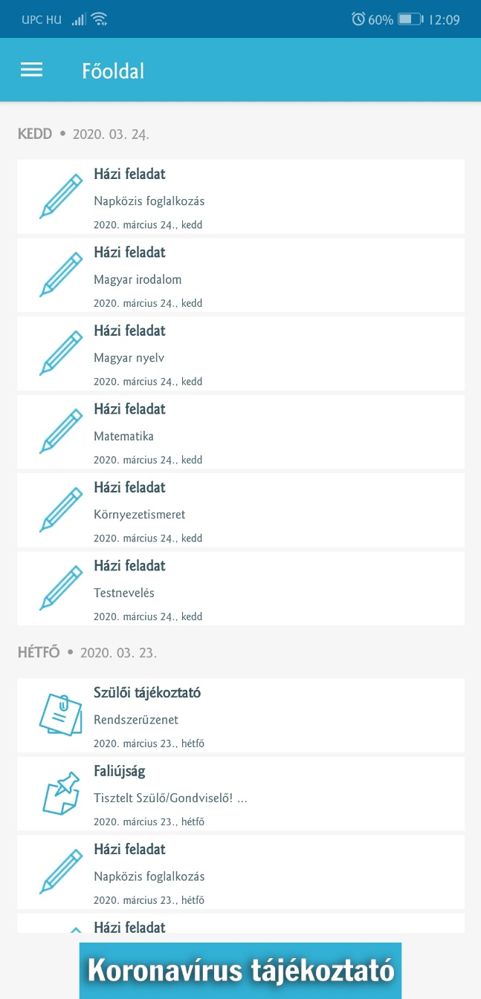 UPC HU 60% 12:09
Főoldal
KEDD • 2020. 03. 24.
Házi feladat
Napközis foglalkozás
2020. március 24., kedd
Házi feladat
Magyar irodalom
2020. március 24., kedd
Házi feladat
Magyar nyelv
2020. március 24., kedd
Házi feladat
Matematika
2020. március 24., kedd
Házi feladat
Környezetismeret
2020. március 24., kedd
Házi feladat
Testnevelés
2020. március 24., kedd
HÉTFŐ • 2020. 03. 23.
Szülői tájékoztató
Rendszerüzenet
2020. március 23., hétfő
Faliújság
Tisztelt Szülő/Gondviselő! ...
2020. március 23., hétfő
Házi feladat
Napközis foglalkozás
2020. március 23., hétfő
Házi feladat
Koronavírus tájékoztató